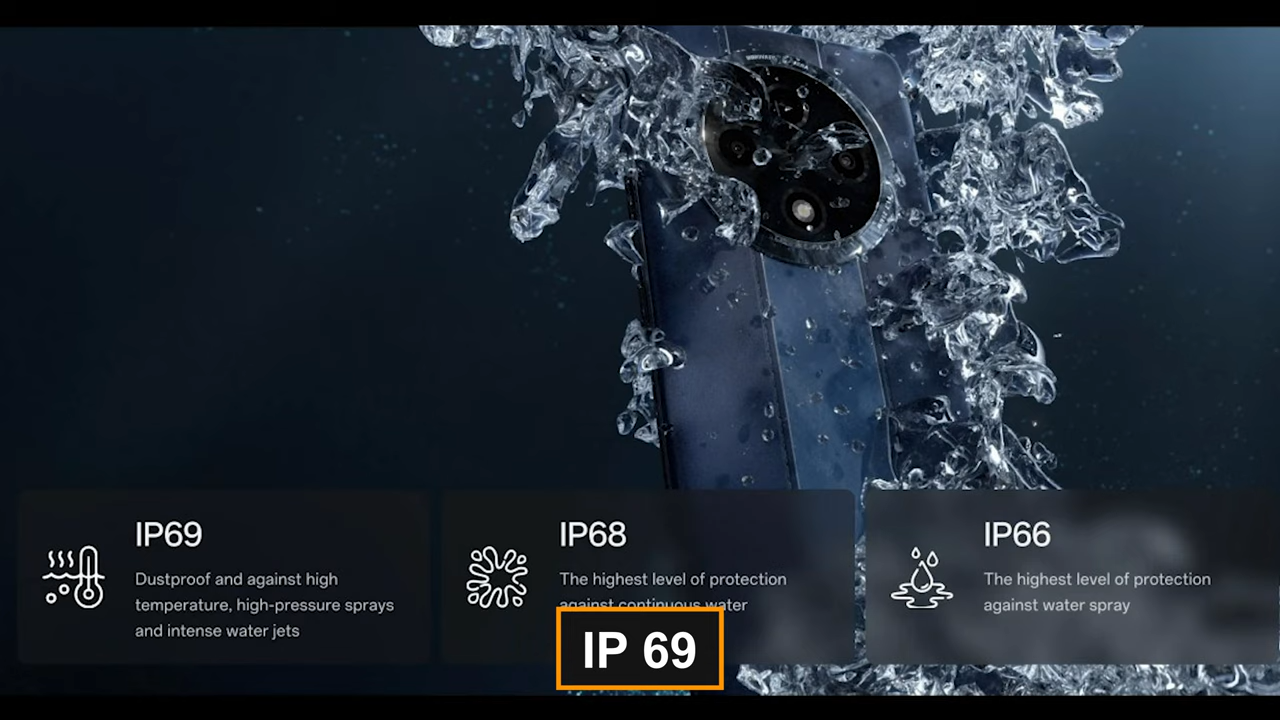 IP69
Dustproof and against high
temperature, high-pressure sprays
and intense water jets
IP68
The highest level of protection
against continuous water
IP66
The highest level of protection
against water spray
IP 69